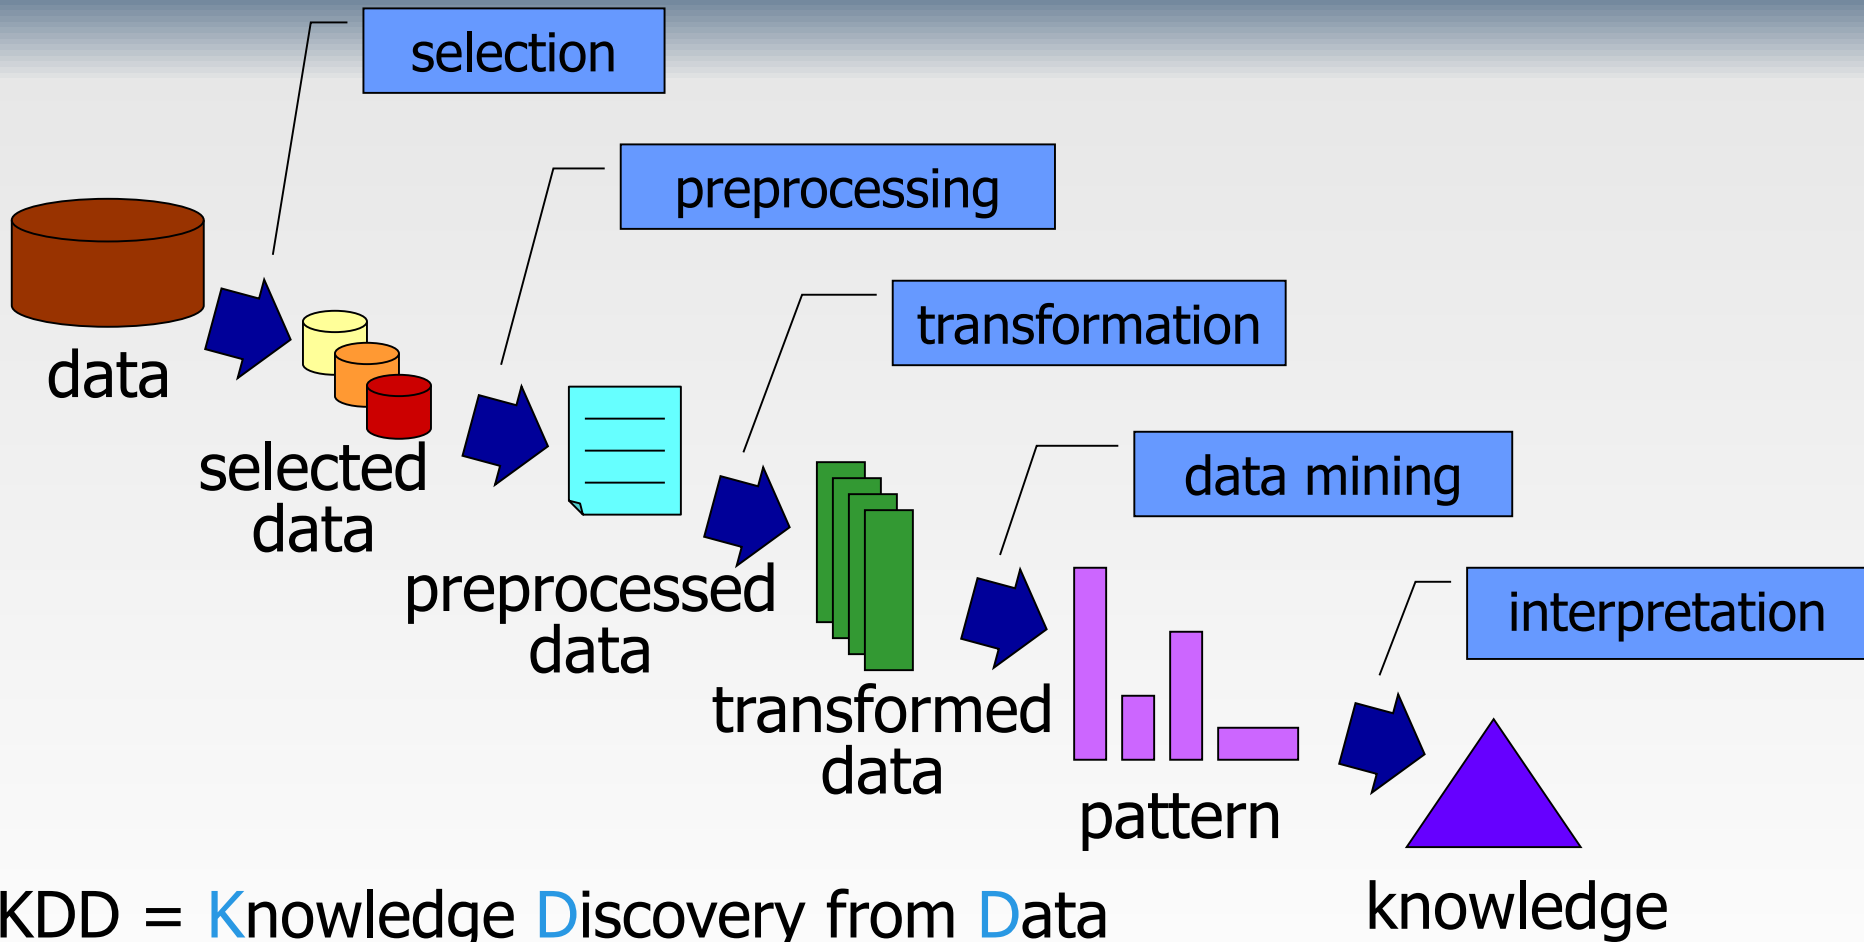 selection
preprocessing
transformation
data
data mining
selected
data
preprocessed
data
interpretation
transformed
data
pattern
knowledge
KDD = Knowledge Discovery from Data